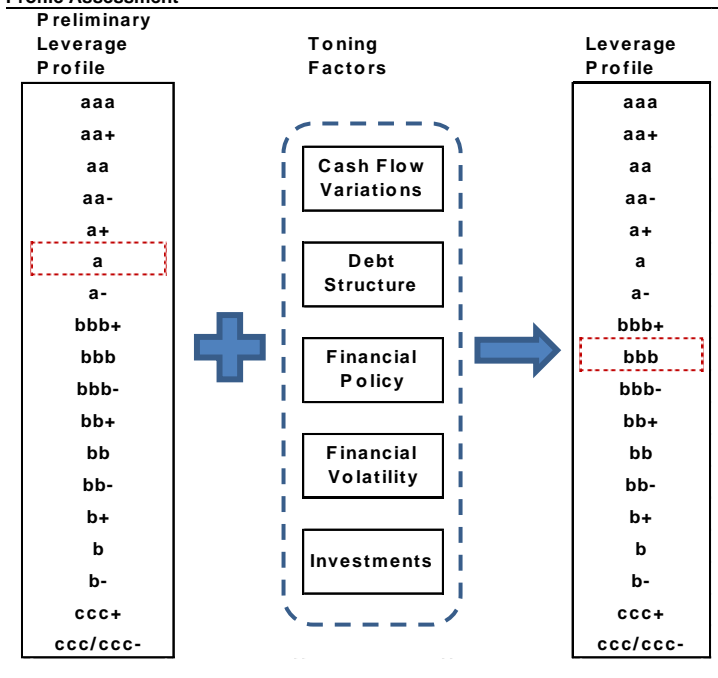 Profile Assessment
Preliminary
Leverage
Profile
Toning
Factors
Leverage
Profile
aaa
aa+
aa
aa-
a+
a
a-
bbb+
bbb
bbb-
bb+
bb
bb-
b+
b
b-
ccc+
ccc/ccc-
Cash Flow
Variations
Debt
Structure
Financial
Policy
Financial
Volatility
Investments
aaa
aa+
aa
aa-
a+
a
a-
bbb+
bbb
bbb-
bb+
bb
bb-
b+
b
b-
ccc+
ccc/ccc-